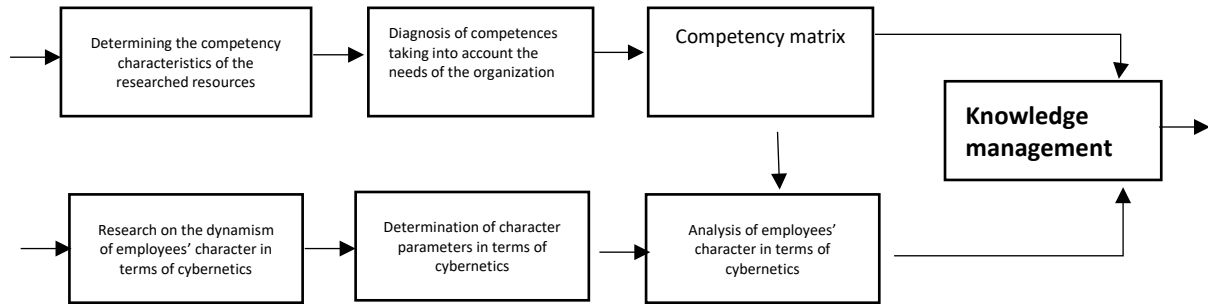 Determining the competency
characteristics of the
researched resources
Diagnosis of competences
taking into account the
needs of the organization
Competency matrix
Knowledge
management
Research on the dynamism
of employees’ character in
terms of cybernetics
Determination of character
parameters in terms of
cybernetics
Analysis of employees’
character in terms of
cybernetics